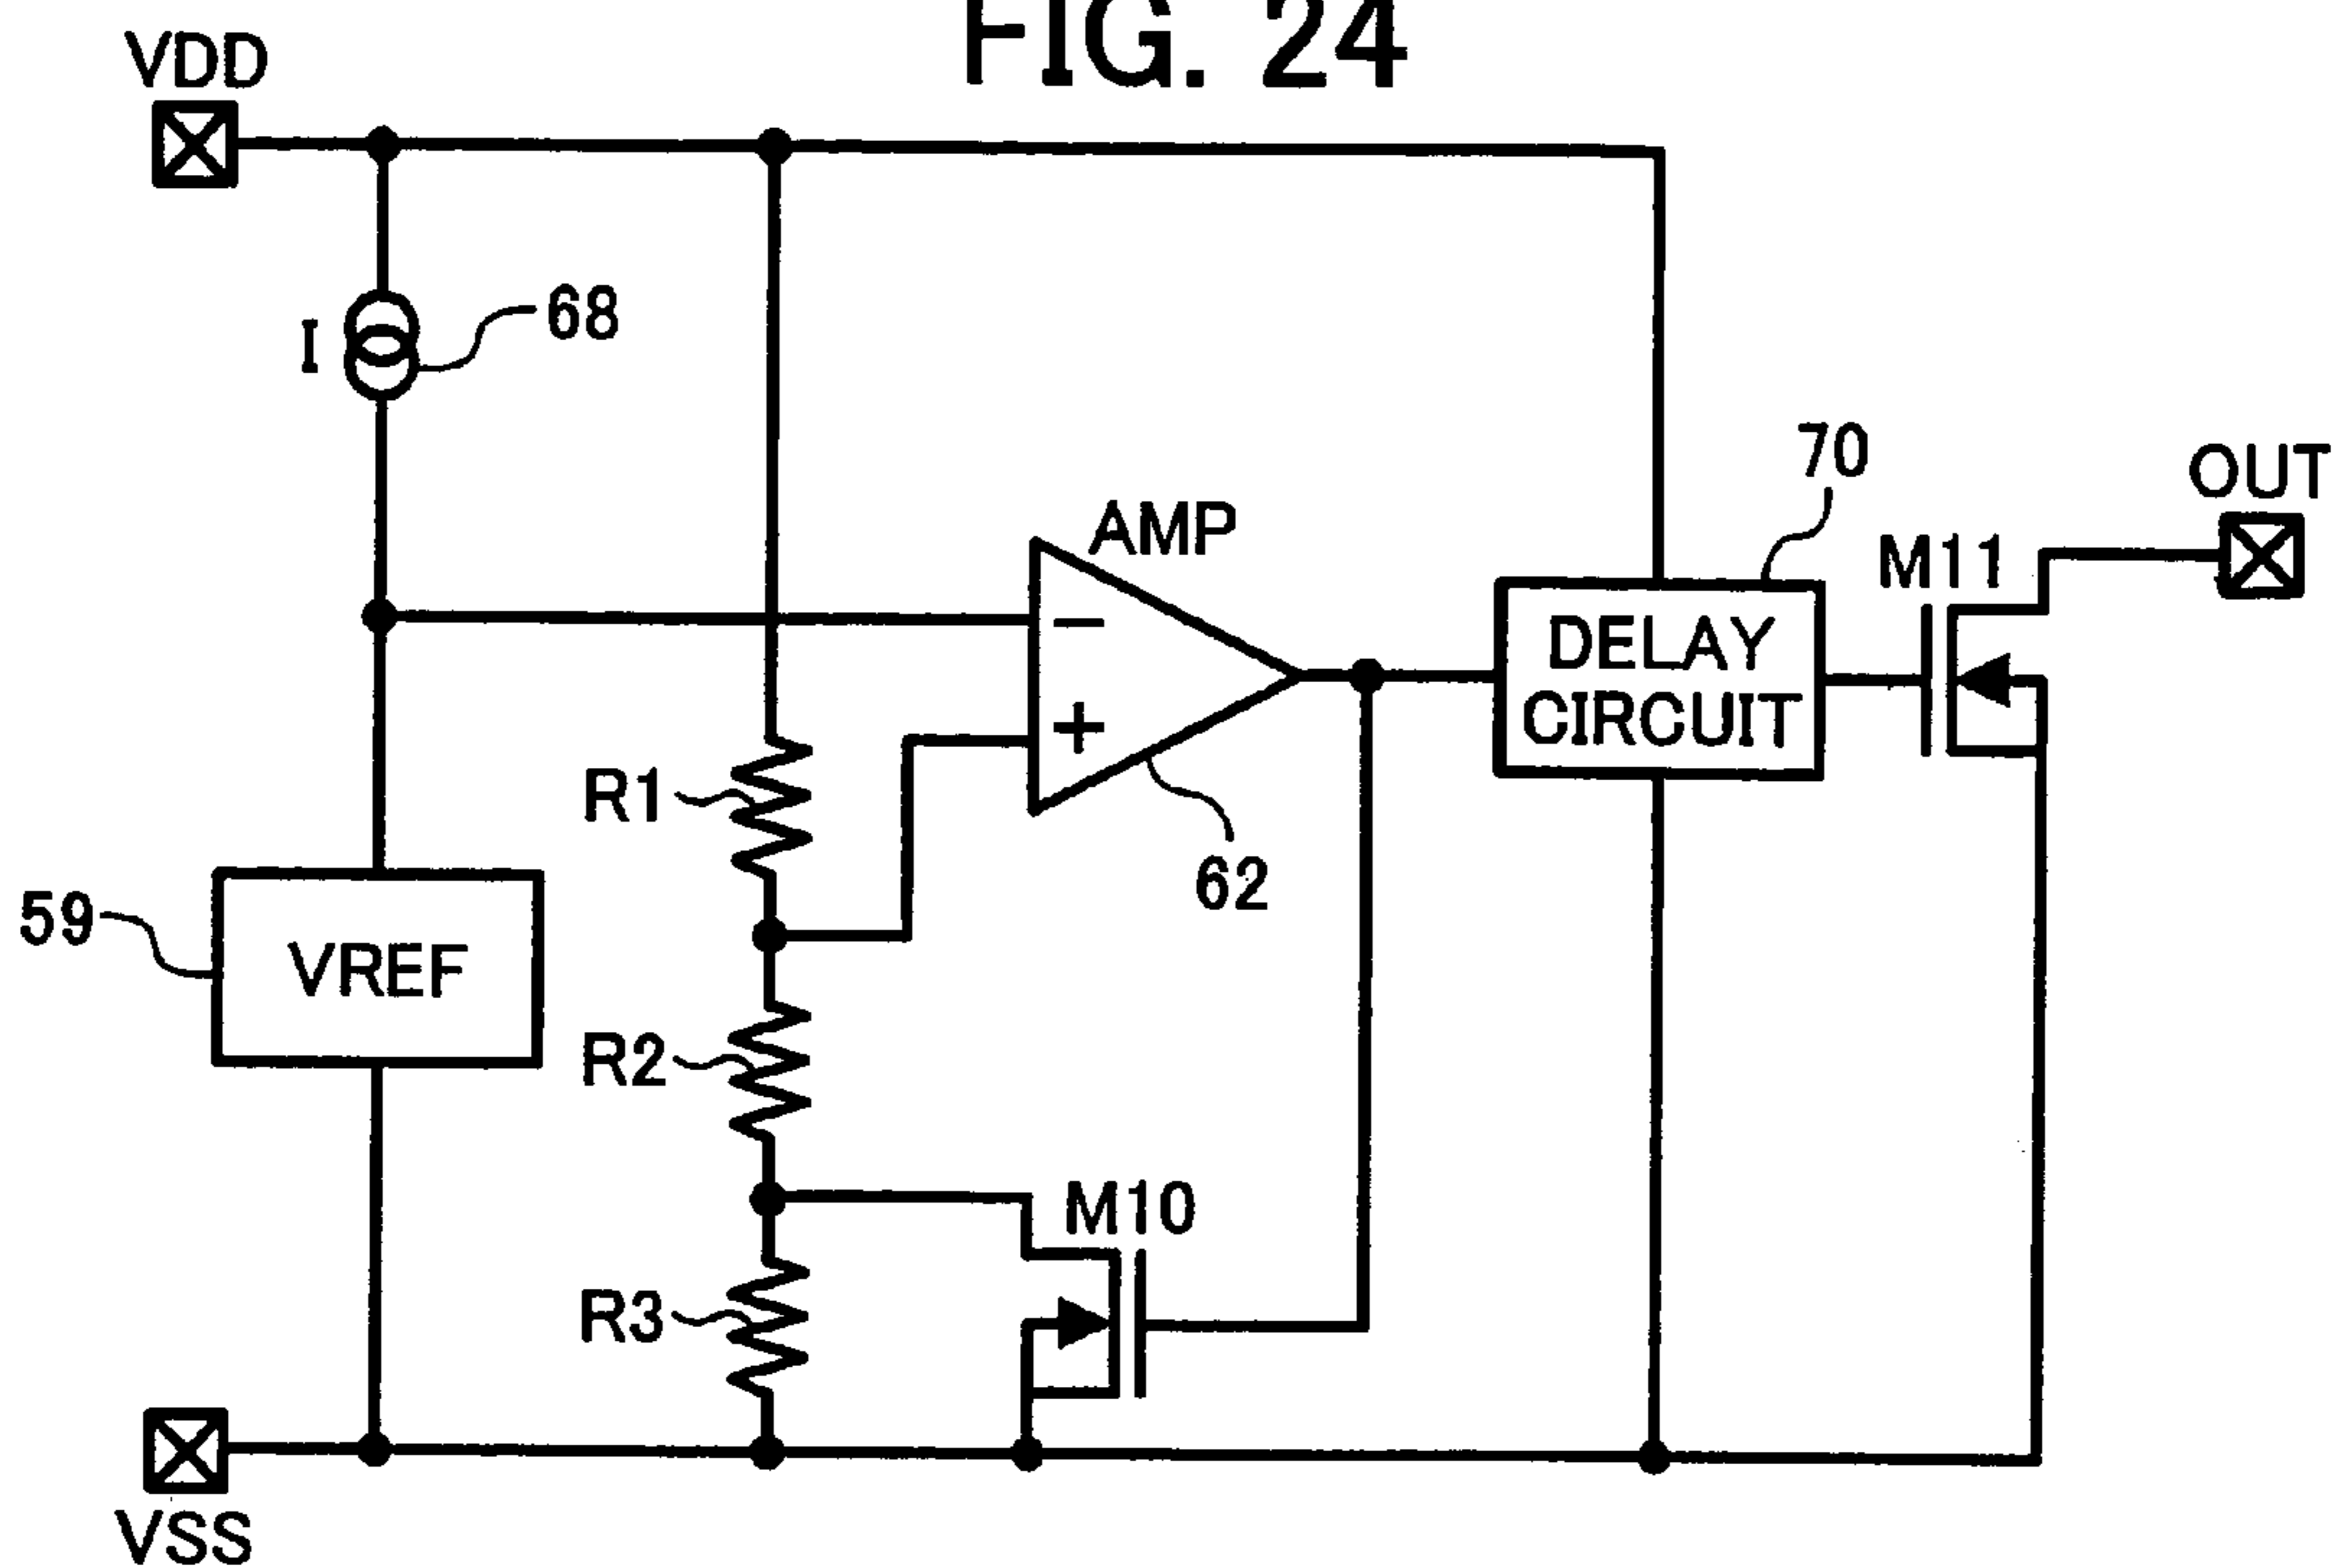 FIG. 24
VDD
I
68
70
OUT
AMP
M11
−
+
DELAY
CIRCUIT
R1
62
59
VREF
R2
M10
R3
VSS